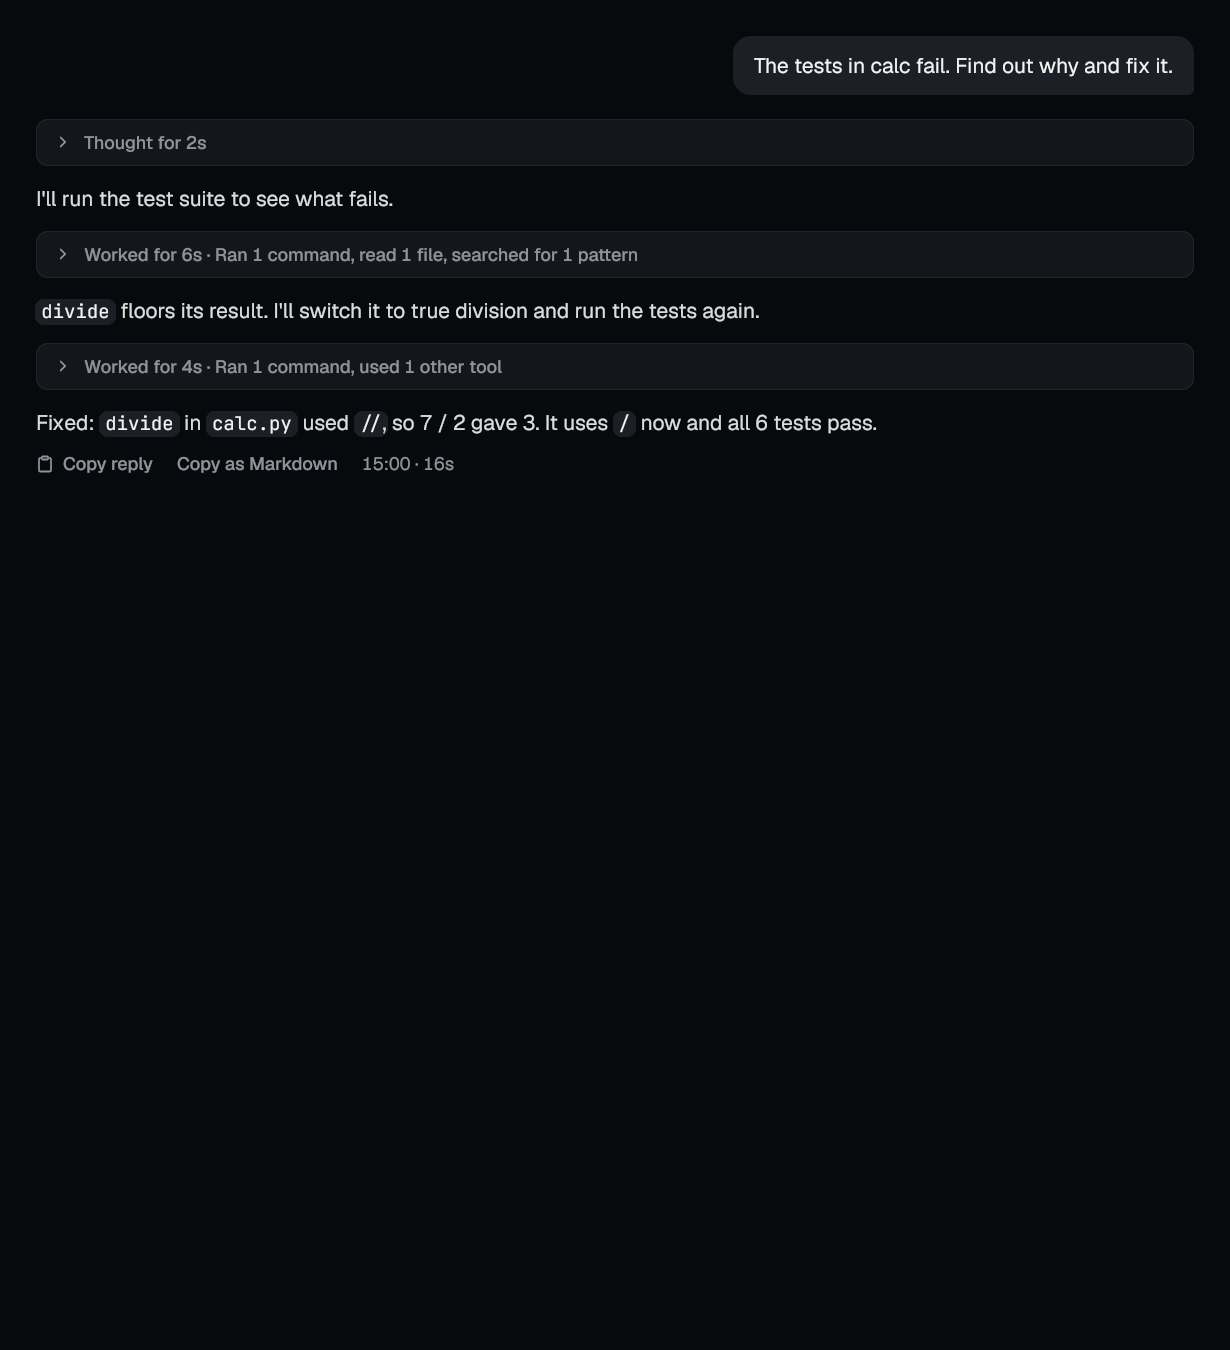 The tests in calc fail. Find out why and fix it.
Thought for 2s
I'll run the test suite to see what fails.
Worked for 6s · Ran 1 command, read 1 file, searched for 1 pattern
divide floors its result. I'll switch it to true division and run the tests again.
Worked for 4s · Ran 1 command, used 1 other tool
Fixed: divide in calc.py used //, so 7 / 2 gave 3. It uses / now and all 6 tests pass.
Copy reply Copy as Markdown 15:00 · 16s